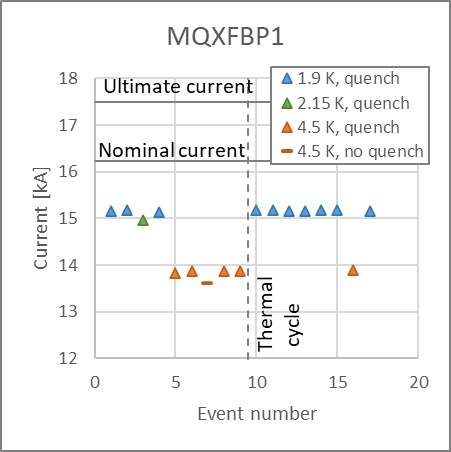 MQXFBP1
18
17
16
15
14
13
12
Current [kA]
Ultimate current
Nominal current
1.9 K, quench
2.15 K, quench
4.5 K, quench
4.5 K, no quench
Thermal
cycle
0
5
10
15
20
Event number